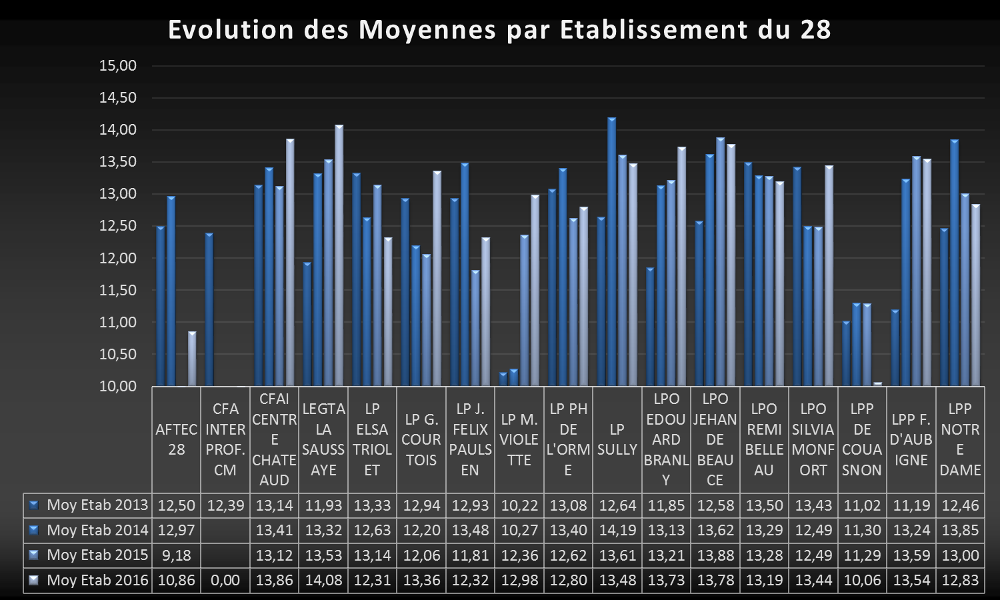 Evolution des Moyennes par Etablissement du 28
15,00
14,50
14,00
13,50
13,00
12,50
12,00
11,50
11,00
10,50
10,00
AFTEC
28
CFA
INTER
PROF.
CM
CFAI
CENTR
E
CHATE
AUD
LEGTA
LA
SAUSS
AYE
LP
ELSA
TRIOL
ET
LP G.
COUR
TOIS
LP J.
FELIX
PAULS
EN
LP M.
VIOLE
TTE
LP PH
DE
L'ORM
E
LP
SULLY
LPO
EDOU
ARD
BRANL
Y
LPO
JEHAN
DE
BEAU
CE
LPO
REMI
BELLE
AU
LPO
SILVIA
MONF
ORT
LPP
DE
COUA
SNON
LPP F.
D'AUB
IGNE
LPP
NOTR
E
DAME
Moy Etab 2013 12,50 12,39 13,14 11,93 13,33 12,94 12,93 10,22 13,08 12,64 11,85 12,58 13,50 13,43 11,02 11,19 12,46
Moy Etab 2014 12,97 13,41 13,32 12,63 12,20 13,48 10,27 13,40 14,19 13,13 13,62 13,29 12,49 11,30 13,24 13,85
Moy Etab 2015 9,18 13,12 13,53 13,14 12,06 11,81 12,36 12,62 13,61 13,21 13,88 13,28 12,49 11,29 13,59 13,00
Moy Etab 2016 10,86 0,00 13,86 14,08 12,31 13,36 12,32 12,98 12,80 13,48 13,73 13,78 13,19 13,44 10,06 13,54 12,83